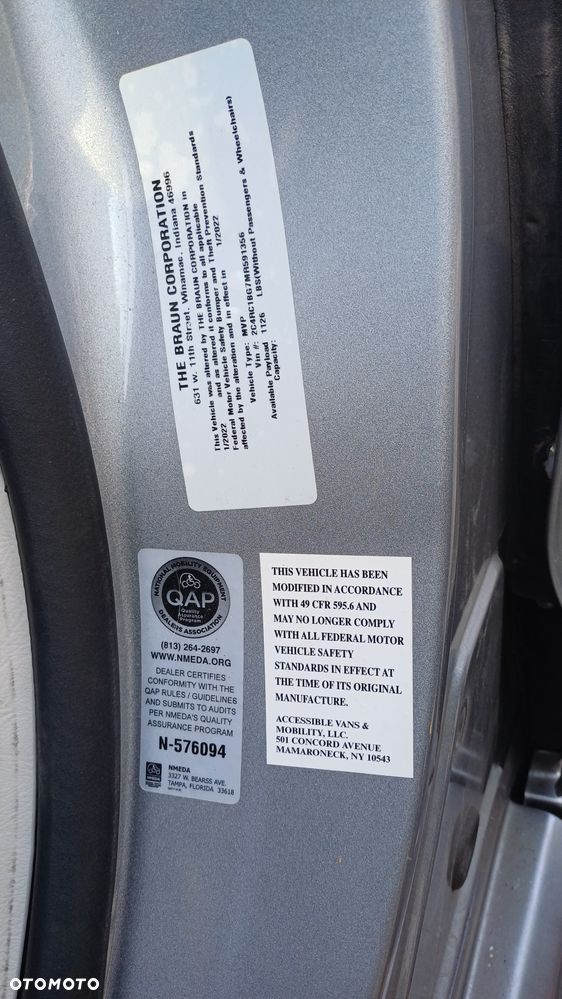 THE BRAUN CORPORATION
631 W. 11th Street, Winamac, Indiana 46996
This Vehicle was altered by THE BRAUN CORPORATION in
1/2022 and as altered it conforms to all applicable
Federal Motor Vehicle Safety Bumper and Theft Prevention Standards
affected by the alteration and in effect in 1/2022
Vehicle Type: MVP
Vin #: 2C4RC1BG7MR591356
Available Payload 1126 LBS(Without Passengers & Wheelchairs)
Capacity:
NATIONAL MOBILITY EQUIPMENT
QAP
Quality
Assurance
Program
DEALERS ASSOCIATION
(813) 264-2697
WWW.NMEDA.ORG
DEALER CERTIFIES
CONFORMITY WITH THE
QAP RULES / GUIDELINES
AND SUBMITS TO AUDITS
PER NMEDA'S QUALITY
ASSURANCE PROGRAM
N-576094
NMEDA
3327 W. BEARSS AVE.
TAMPA, FLORIDA 33618
THIS VEHICLE HAS BEEN
MODIFIED IN ACCORDANCE
WITH 49 CFR 595.6 AND
MAY NO LONGER COMPLY
WITH ALL FEDERAL MOTOR
VEHICLE SAFETY
STANDARDS IN EFFECT AT
THE TIME OF ITS ORIGINAL
MANUFACTURE.
ACCESSIBLE VANS &
MOBILITY, LLC.
501 CONCORD AVENUE
MAMARONECK, NY 10543
OTOMOTO